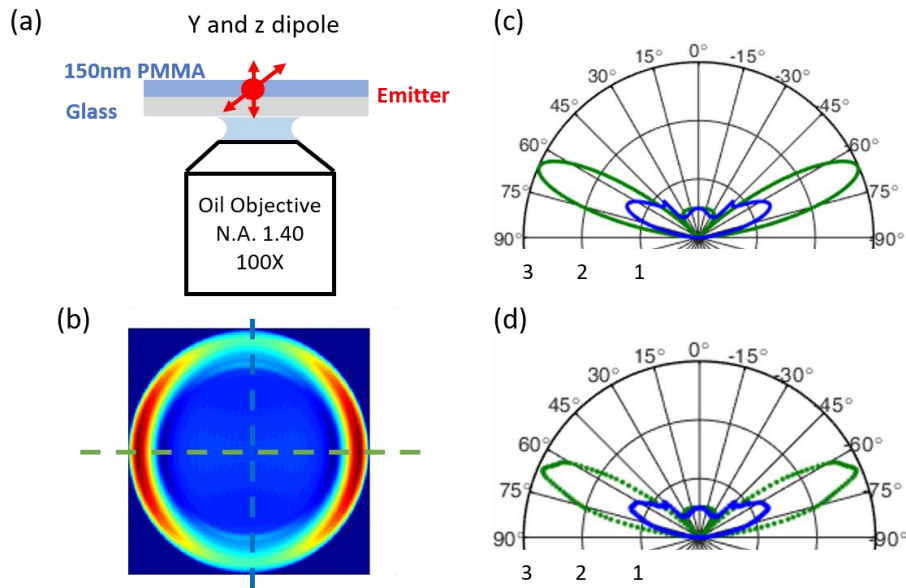 (a)
Y and z dipole
150nm PMMA
Glass
Emitter
Oil Objective
N.A. 1.40
100X
(b)
(c)
0°
15°
-15°
30°
-30°
45°
-45°
60°
-60°
75°
-75°
90°
-90°
3 2 1
(d)
0°
15°
-15°
30°
-30°
45°
-45°
60°
-60°
75°
-75°
90°
-90°
3 2 1